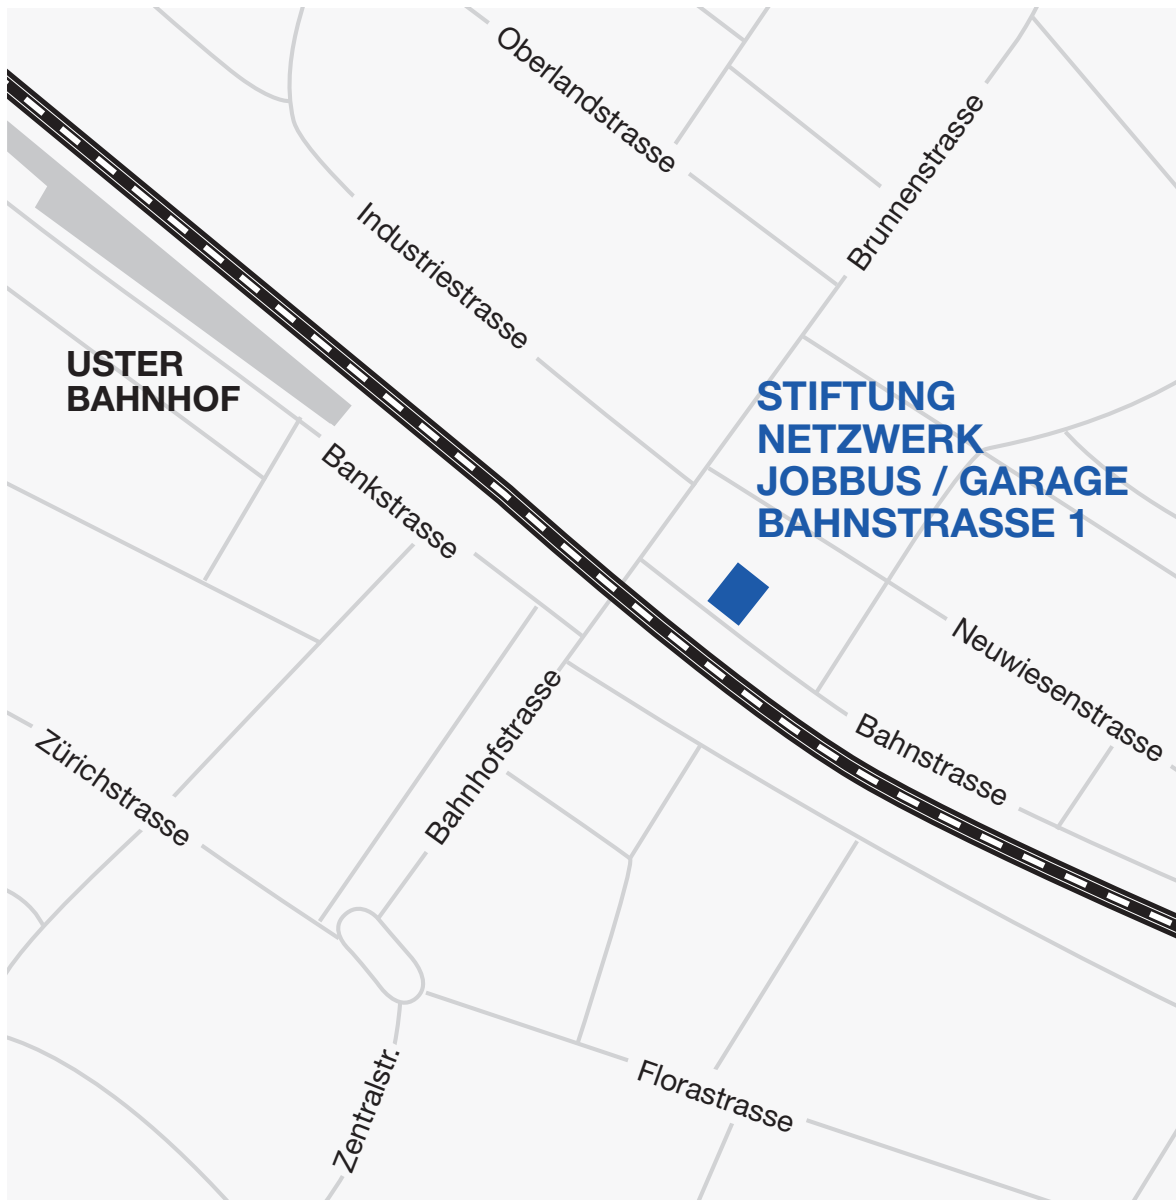 Oberlandstrasse
Brunnenstrasse
Industriestrasse
USTER
BAHNHOF
STIFTUNG
NETZWERK
JOBBUS / GARAGE
BAHNSTRASSE 1
Bankstrasse
Neuwiesenstrasse
Bahnhofstrasse
Bahnstrasse
Zürichstrasse
Zentralstr.
Florastrasse